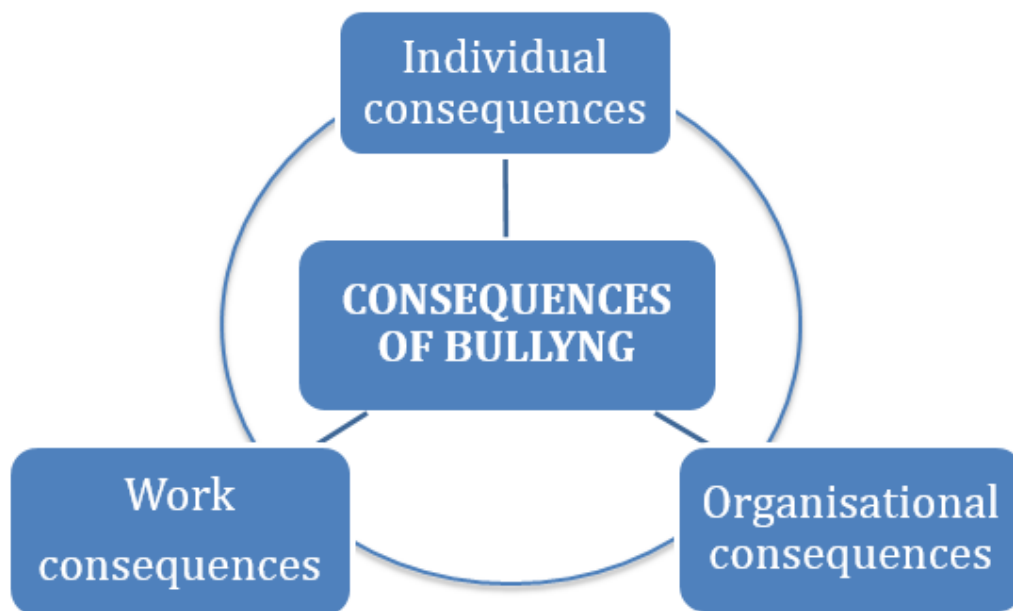 Individual
consequences
CONSEQUENCES
OF BULLYNG
Work
consequences
Organisational
consequences